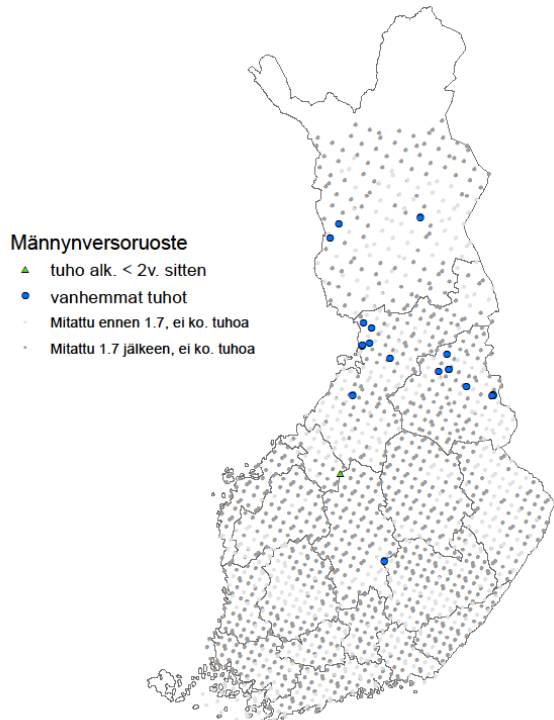 Männynversoruoste
tuho alk. < 2v. sitten
vanhemmat tuhot
Mitattu ennen 1.7, ei ko. tuhoa
Mitattu 1.7 jälkeen, ei ko. tuhoa